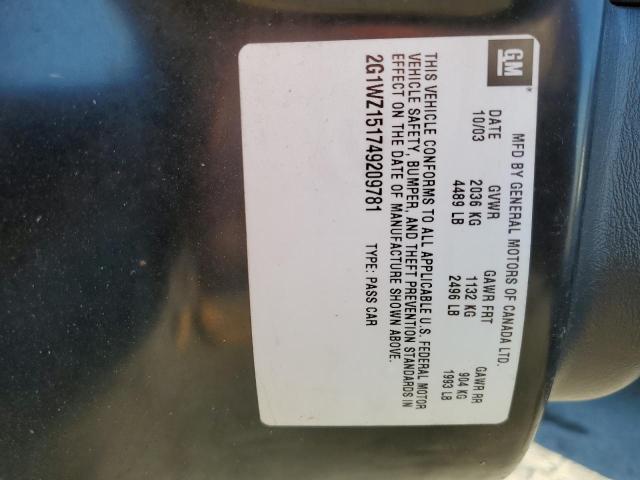 GM
MFD BY GENERAL MOTORS OF CANADA LTD.
DATE GVWR GAWR FRT GAWR RR
10/03 2036 KG 1132 KG 904 KG
4489 LB 2496 LB 1993 LB
THIS VEHICLE CONFORMS TO ALL APPLICABLE U.S. FEDERAL MOTOR
VEHICLE SAFETY, BUMPER, AND THEFT PREVENTION STANDARDS IN
EFFECT ON THE DATE OF MANUFACTURE SHOWN ABOVE.
2G1WZ151749209781 TYPE: PASS CAR